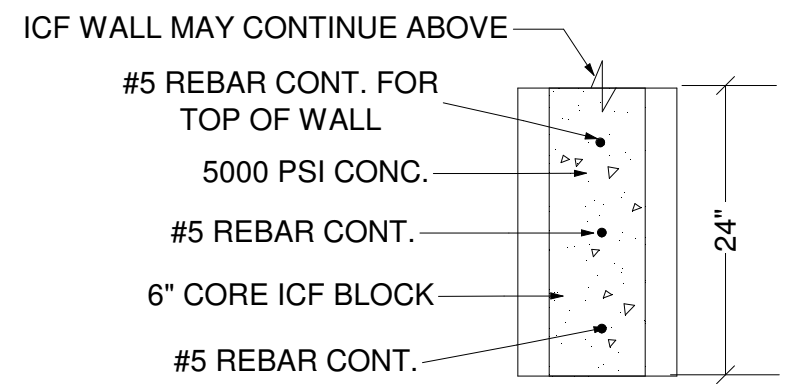 ICF WALL MAY CONTINUE ABOVE
#5 REBAR CONT. FOR
TOP OF WALL
5000 PSI CONC.
#5 REBAR CONT.
6" CORE ICF BLOCK
#5 REBAR CONT.
24"